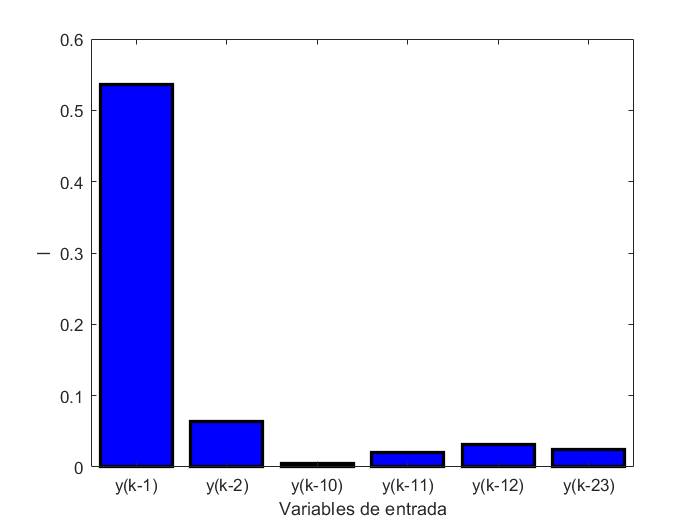 0.6
0.5
0.4
0.3
0.2
0.1
0
I
y(k-1) y(k-2) y(k-10) y(k-11) y(k-12) y(k-23)
Variables de entrada